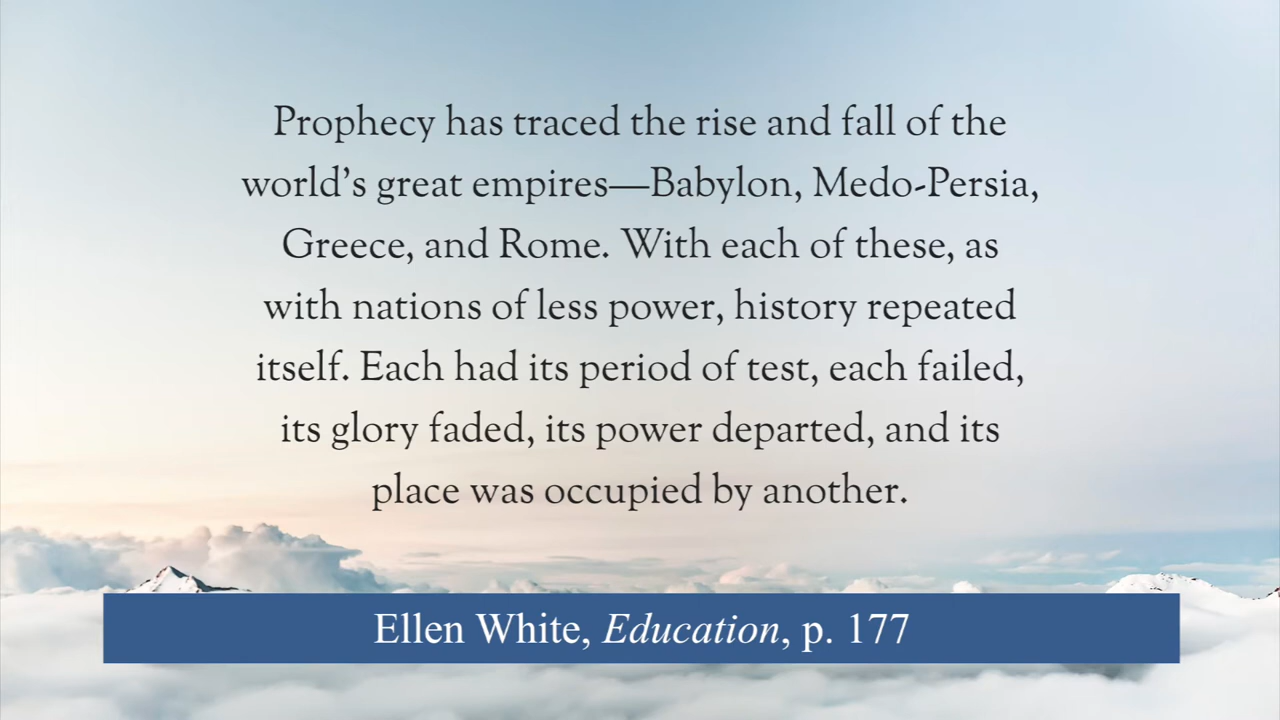 Prophecy has traced the rise and fall of the
world’s great empires—Babylon, Medo-Persia,
Greece, and Rome. With each of these, as
with nations of less power, history repeated
itself. Each had its period of test, each failed,
its glory faded, its power departed, and its
place was occupied by another.
Ellen White, Education, p. 177